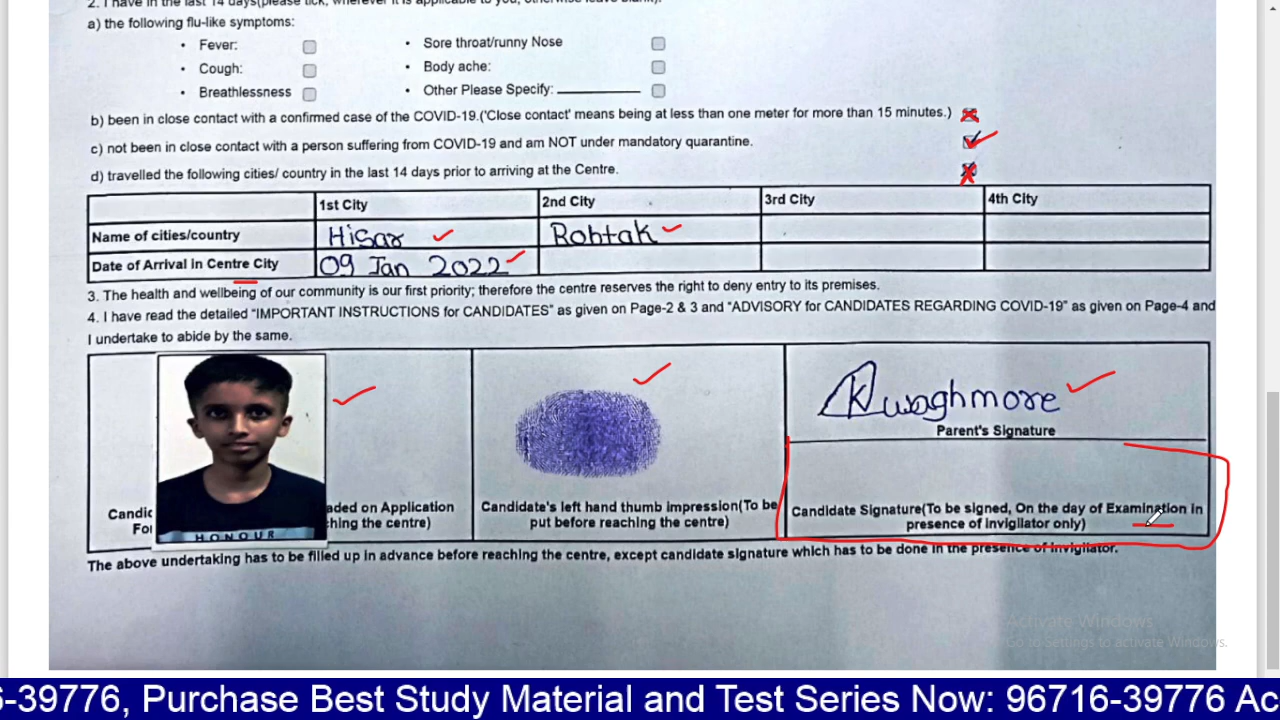 2. I have in the last 14 days(please tick, wherever it is applicable to you, otherwise leave blank):
a) the following flu-like symptoms:
• Fever: • Sore throat/runny Nose
• Cough: • Body ache:
• Breathlessness • Other Please Specify:
b) been in close contact with a confirmed case of the COVID-19.('Close contact' means being at less than one meter for more than 15 minutes.)
c) not been in close contact with a person suffering from COVID-19 and am NOT under mandatory quarantine.
d) travelled the following cities/ country in the last 14 days prior to arriving at the Centre.
1st City 2nd City 3rd City 4th City
Name of cities/country Hisar Rohtak
Date of Arrival in Centre City 09 Jan 2022
3. The health and wellbeing of our community is our first priority; therefore the centre reserves the right to deny entry to its premises.
4. I have read the detailed "IMPORTANT INSTRUCTIONS for CANDIDATES" as given on Page-2 & 3 and "ADVISORY for CANDIDATES REGARDING COVID-19" as given on Page-4 and
I undertake to abide by the same.
Kwaghmore
Parent's Signature
HONOUR
Candid aded on Application
For hing the centre)
Candidate's left hand thumb impression(To be
put before reaching the centre)
Candidate Signature(To be signed, On the day of Examination in
presence of invigilator only)
The above undertaking has to be filled up in advance before reaching the centre, except candidate signature which has to be done in the presence of invigilator.
Activate Windows
Go to Settings to activate Windows.
6-39776, Purchase Best Study Material and Test Series Now: 96716-39776 Ac